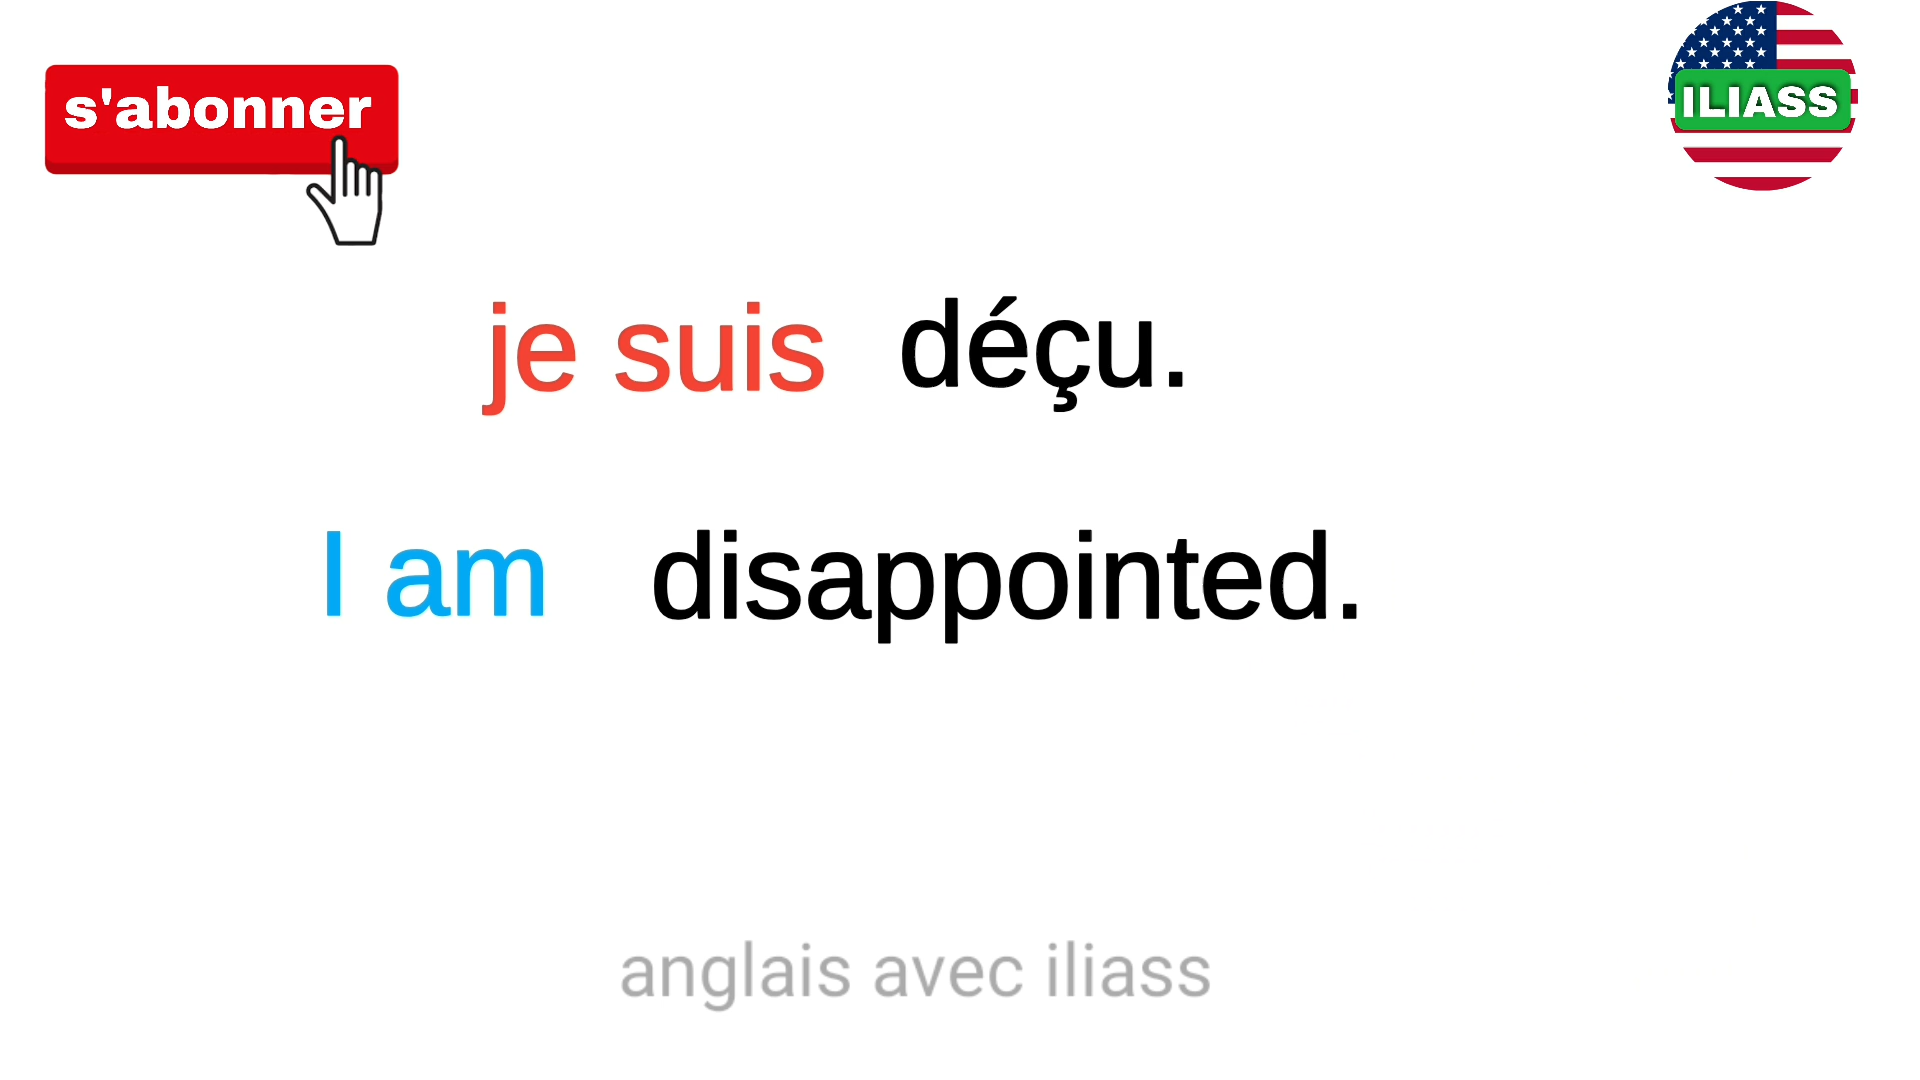 s'abonner
ILIASS
je suis déçu.
I am disappointed.
anglais avec iliass